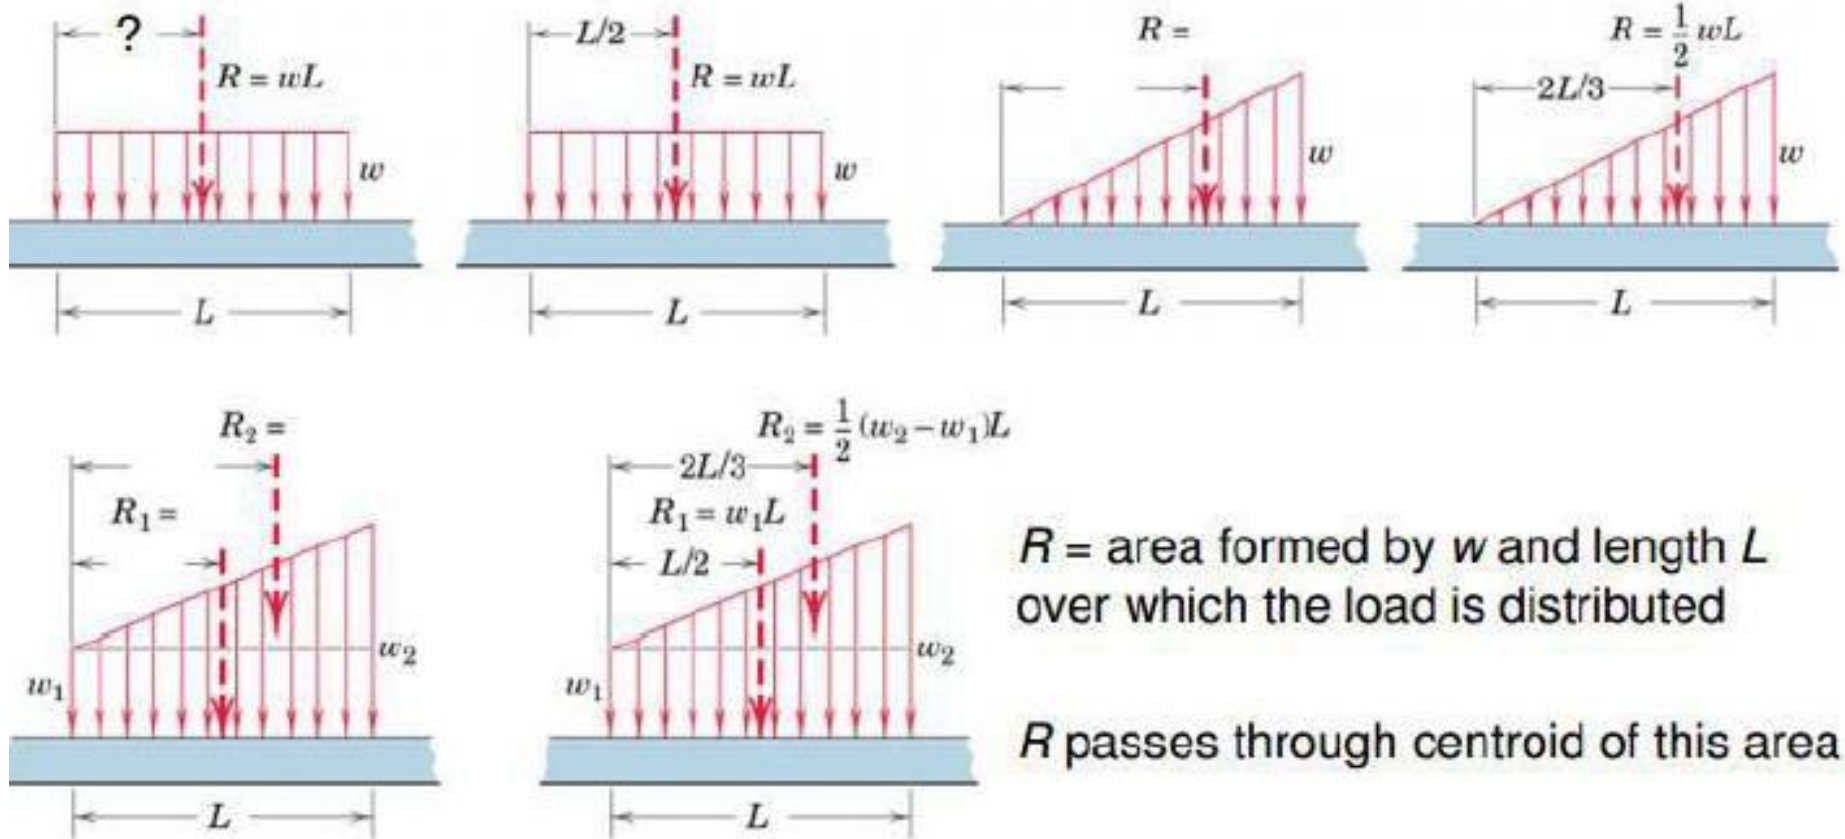 ?
R = wL
w
L
L/2
R = wL
w
L
R =
w
L
R = 1/2 wL
2L/3
w
L
R₂ =
R₁ =
w₁
w₂
L
R₂ = 1/2 (w₂ − w₁)L
2L/3
R₁ = w₁L
L/2
w₁
w₂
L
R = area formed by w and length L
over which the load is distributed
R passes through centroid of this area